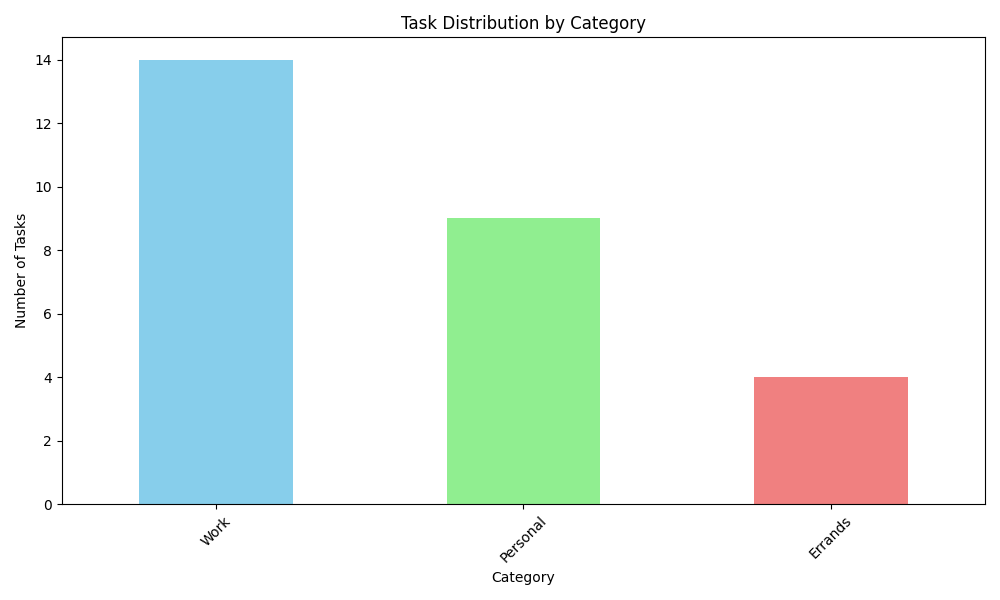 Task Distribution by Category
Number of Tasks
14
12
10
8
6
4
2
0
Work
Personal
Errands
Category